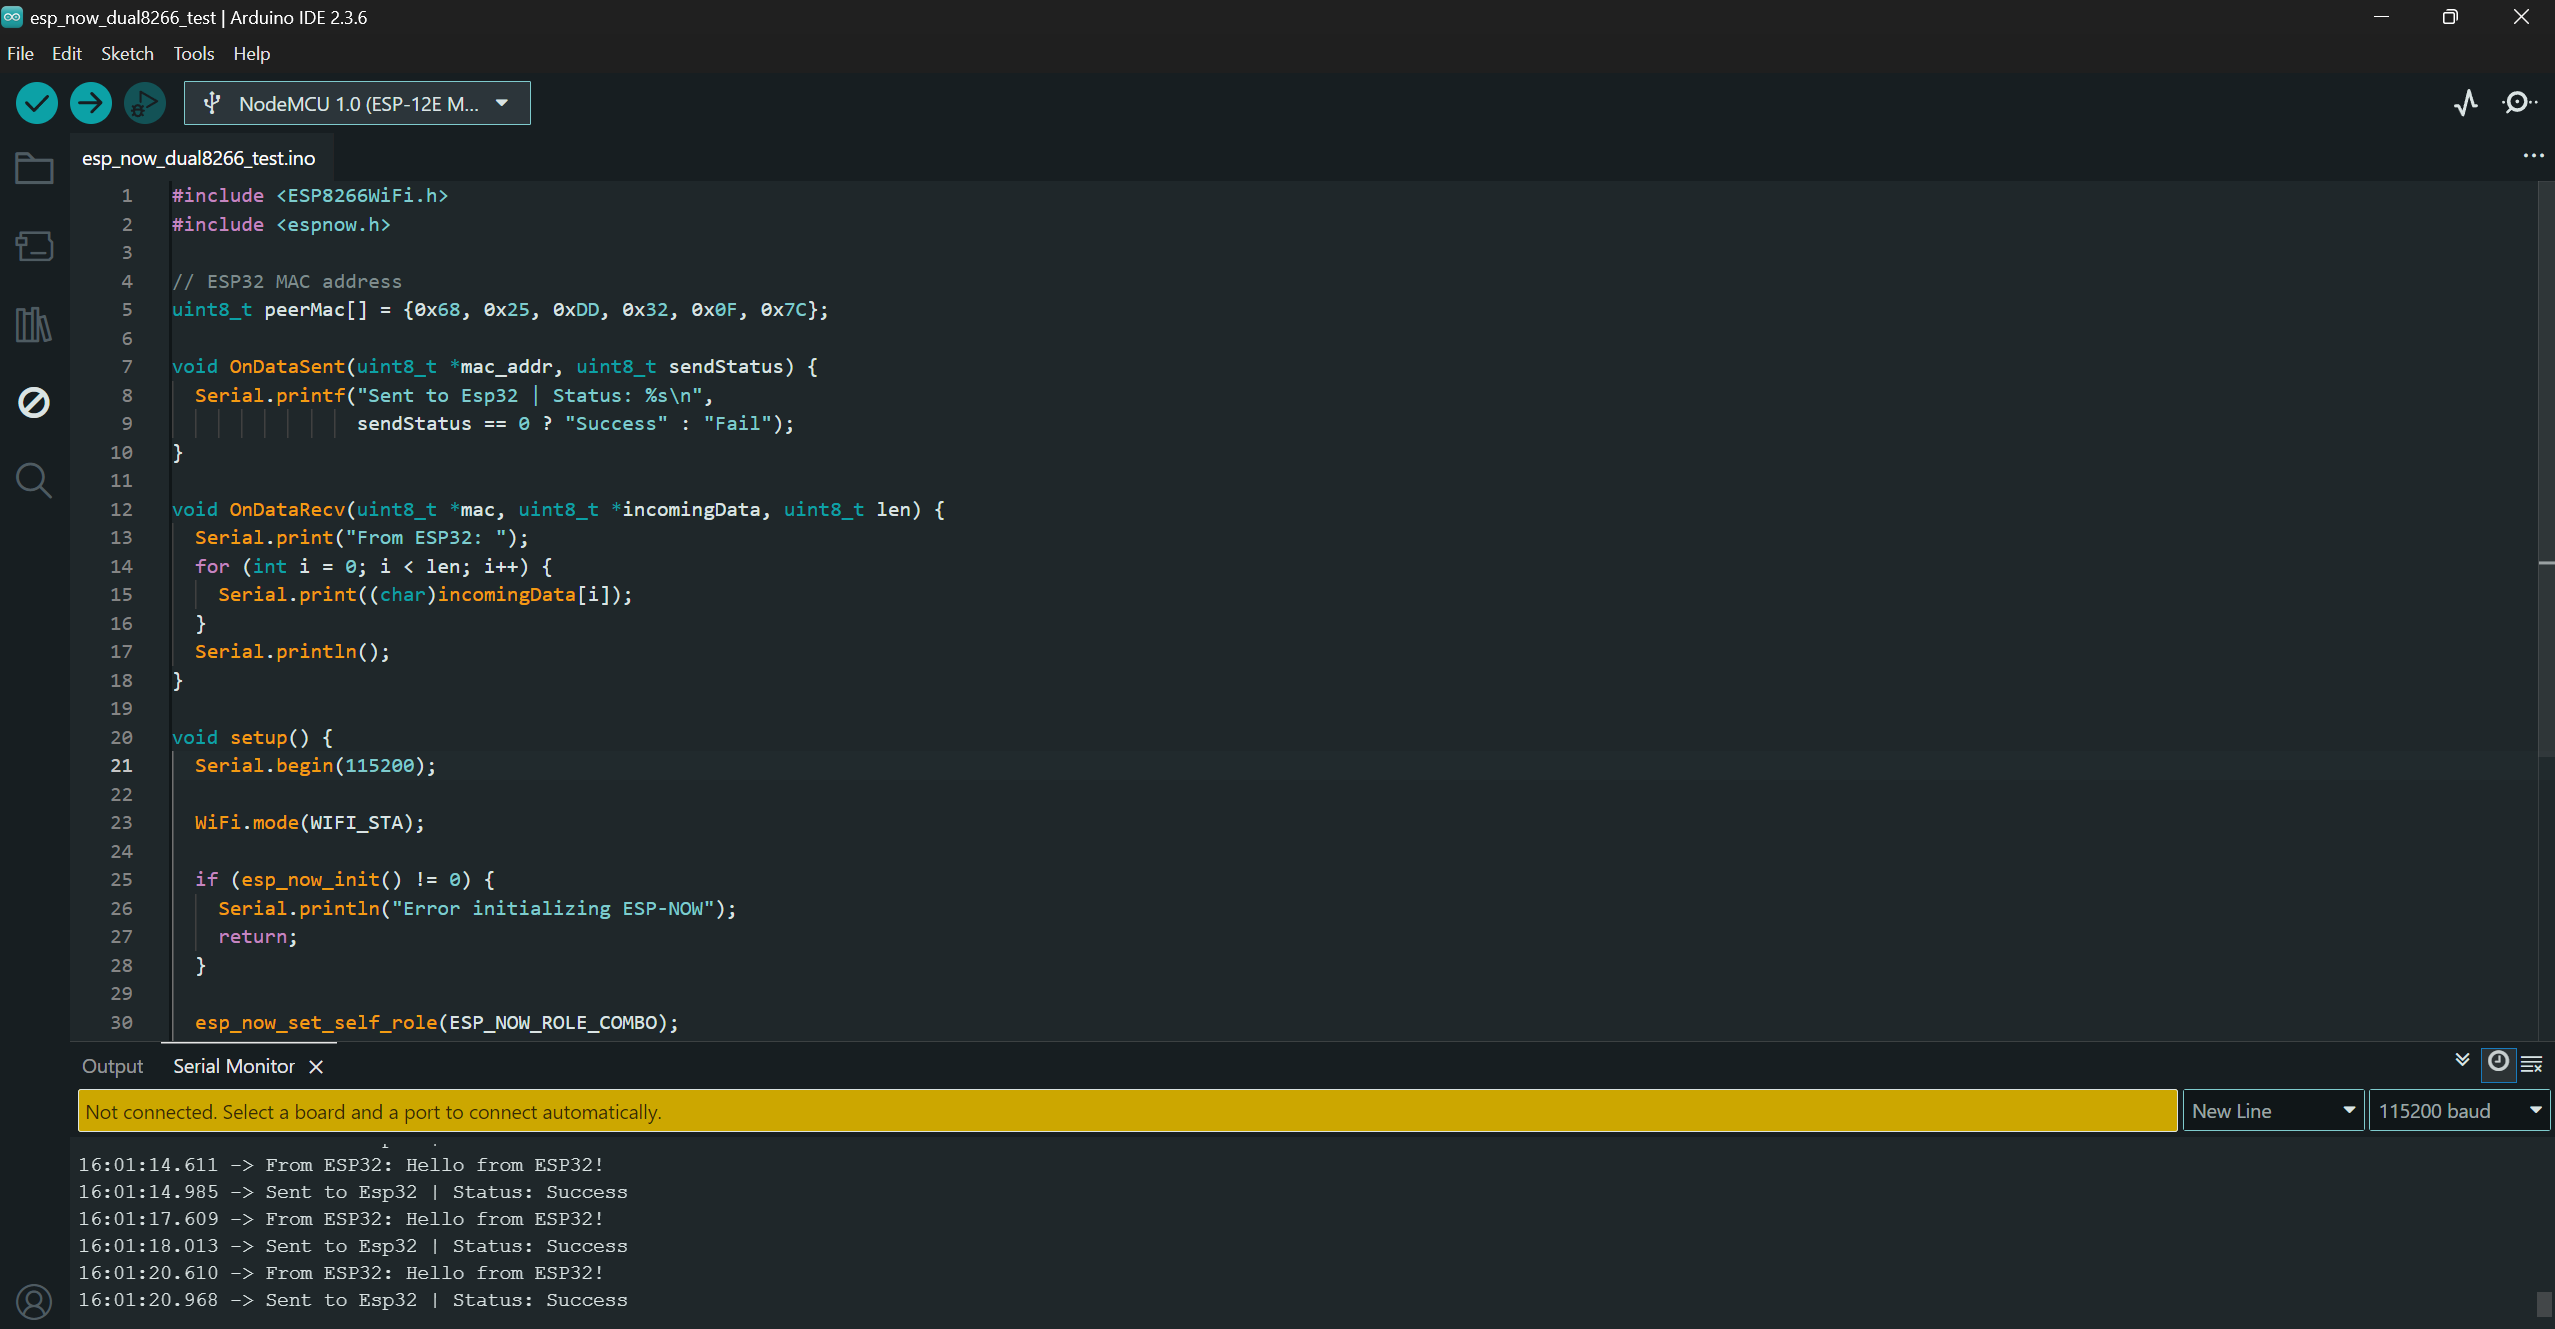 esp_now_dual8266_test | Arduino IDE 2.3.6
File Edit Sketch Tools Help
NodeMCU 1.0 (ESP-12E M...
esp_now_dual8266_test.ino
1 #include <ESP8266WiFi.h>
2 #include <espnow.h>
3
4 // ESP32 MAC address
5 uint8_t peerMac[] = {0x68, 0x25, 0xDD, 0x32, 0x0F, 0x7C};
6
7 void OnDataSent(uint8_t *mac_addr, uint8_t sendStatus) {
8 Serial.printf("Sent to Esp32 | Status: %s\n",
9 sendStatus == 0 ? "Success" : "Fail");
10 }
11
12 void OnDataRecv(uint8_t *mac, uint8_t *incomingData, uint8_t len) {
13 Serial.print("From ESP32: ");
14 for (int i = 0; i < len; i++) {
15 Serial.print((char)incomingData[i]);
16 }
17 Serial.println();
18 }
19
20 void setup() {
21 Serial.begin(115200);
22
23 WiFi.mode(WIFI_STA);
24
25 if (esp_now_init() != 0) {
26 Serial.println("Error initializing ESP-NOW");
27 return;
28 }
29
30 esp_now_set_self_role(ESP_NOW_ROLE_COMBO);
Output Serial Monitor
Not connected. Select a board and a port to connect automatically. New Line 115200 baud
16:01:14.611 -> From ESP32: Hello from ESP32!
16:01:14.985 -> Sent to Esp32 | Status: Success
16:01:17.609 -> From ESP32: Hello from ESP32!
16:01:18.013 -> Sent to Esp32 | Status: Success
16:01:20.610 -> From ESP32: Hello from ESP32!
16:01:20.968 -> Sent to Esp32 | Status: Success